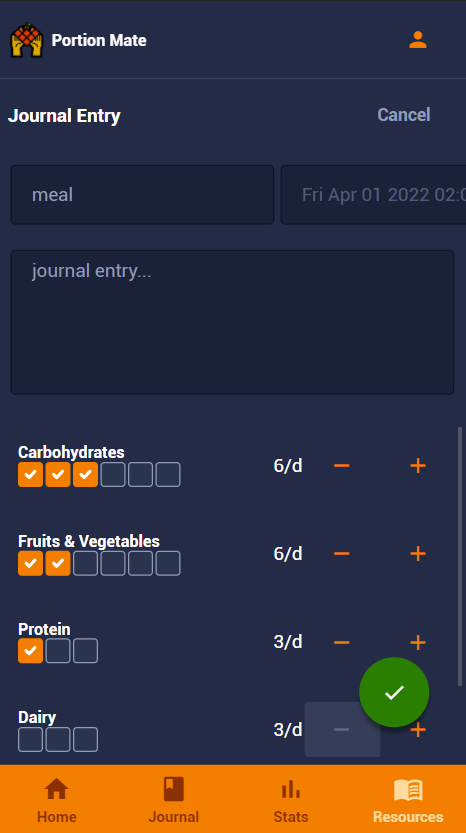 Portion Mate
Journal Entry Cancel
meal Fri Apr 01 2022 02:0
journal entry...
Carbohydrates
6/d
Fruits & Vegetables
6/d
Protein
3/d
Dairy
3/d
Home Journal Stats Resources